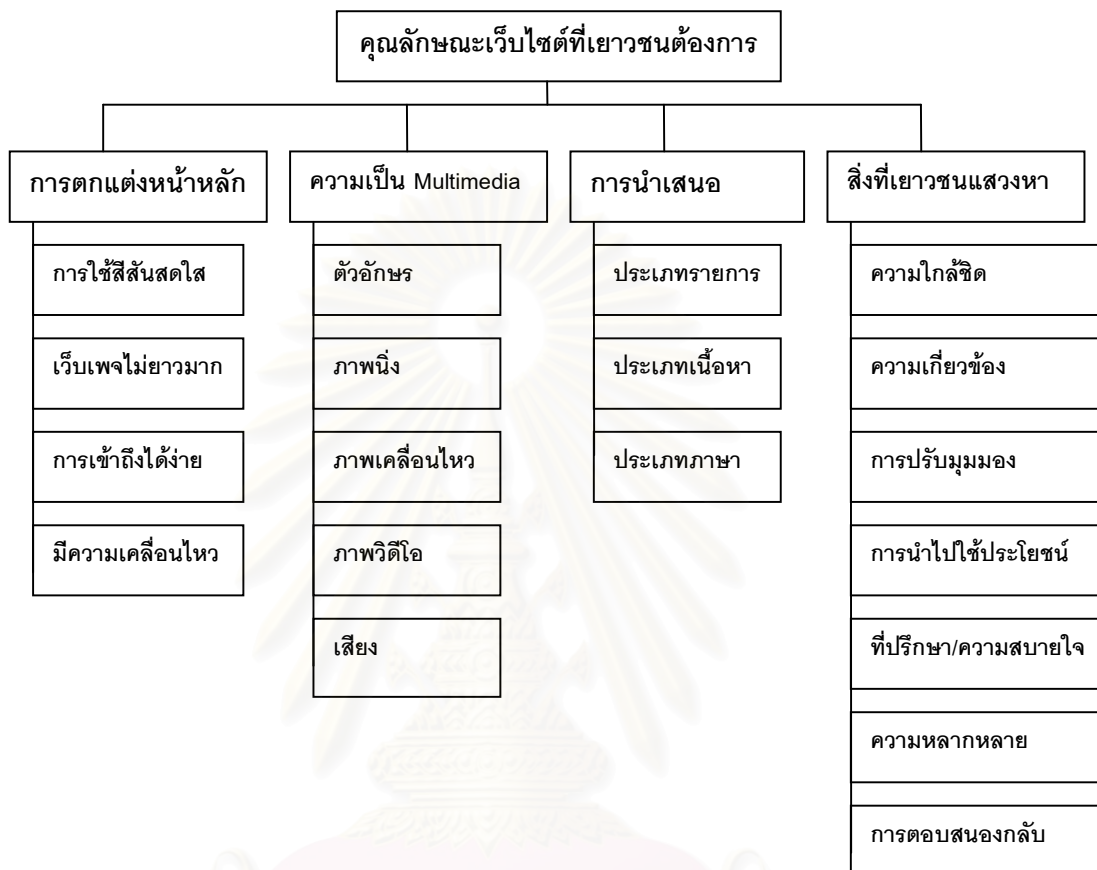 คุณลักษณะเว็บไซต์ที่เยาวชนต้องการ
การตกแต่งหน้าหลัก
การใช้สีสันสดใส
เว็บเพจไม่ยาวมาก
การเข้าถึงได้ง่าย
มีความเคลื่อนไหว
ความเป็น Multimedia
ตัวอักษร
ภาพนิ่ง
ภาพเคลื่อนไหว
ภาพวิดีโอ
เสียง
การนำเสนอ
ประเภทรายการ
ประเภทเนื้อหา
ประเภทภาษา
สิ่งที่เยาวชนแสวงหา
ความใกล้ชิด
ความเกี่ยวข้อง
การปรับมุมมอง
การนำไปใช้ประโยชน์
ที่ปรึกษา/ความสบายใจ
ความหลากหลาย
การตอบสนองกลับ